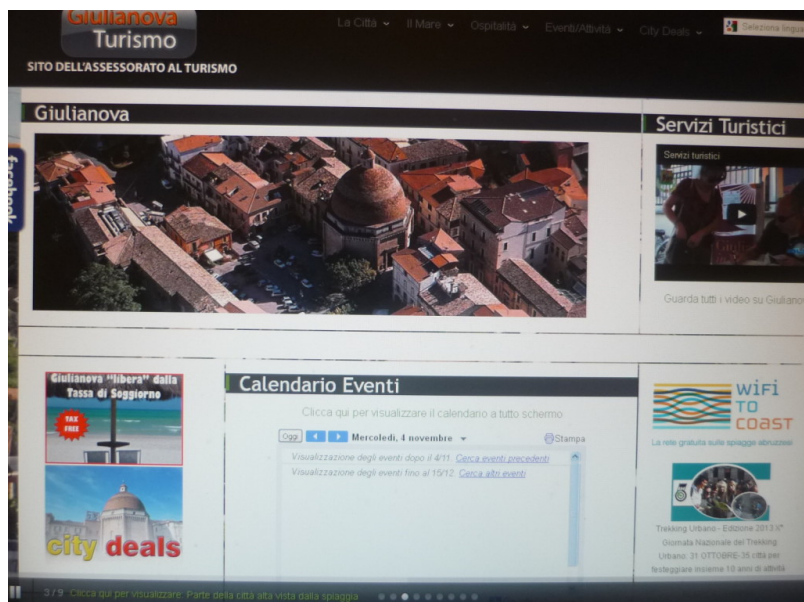 Giulianova
Turismo
SITO DELL'ASSESSORATO AL TURISMO
La Città
Il Mare
Ospitalità
Eventi/Attività
City Deals
Seleziona lingua
facebook
Giulianova
Servizi Turistici
Servizi turistici
Guarda tutti i video su Giulianov
Giulianova "libera" dalla
Tassa di Soggiorno
TAX
FREE
city deals
Calendario Eventi
Clicca qui per visualizzare il calendario a tutto schermo
Oggi
Mercoledì, 4 novembre
Stampa
Visualizzazione degli eventi dopo il 4/11. Cerca eventi precedenti
Visualizzazione degli eventi fino al 15/12. Cerca altri eventi
WiFi
TO
COAST
La rete gratuita sulle spiagge abruzzesi
Trekking Urbano - Edizione 2013 X°
Giornata Nazionale del Trekking
Urbano: 31 OTTOBRE-35 città per
festeggiare insieme 10 anni di attività
3 / 9 Clicca qui per visualizzare: Parte della città alta vista dalla spiaggia